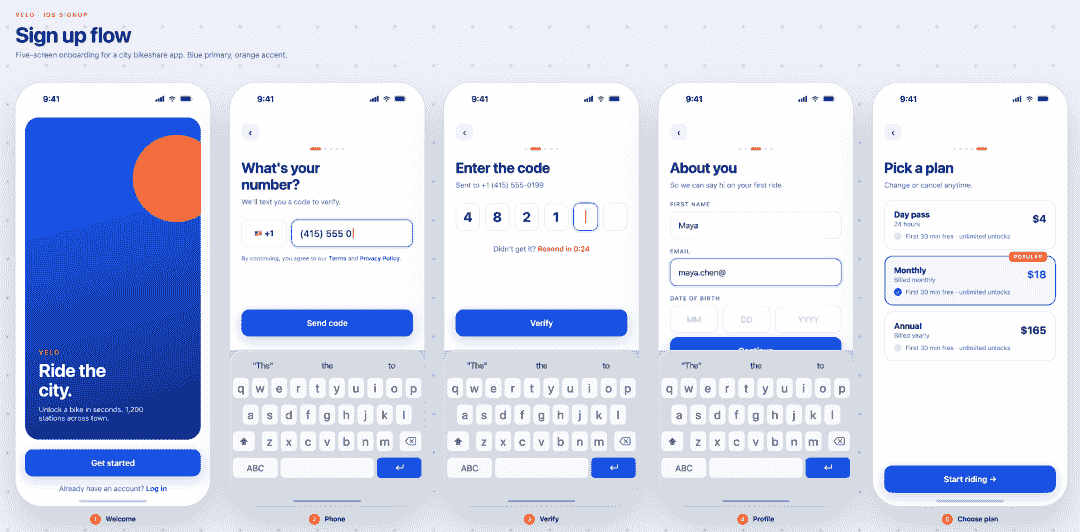 VELO · IOS SIGNUP
Sign up flow
Five-screen onboarding for a city bikeshare app. Blue primary, orange accent.
9:41
VELO
Ride the
city.
Unlock a bike in seconds. 1,200
stations across town.
Get started
Already have an account? Log in
1 Welcome
9:41
‹
What's your
number?
We'll text you a code to verify.
+1
(415) 555 0
By continuing, you agree to our Terms and Privacy Policy.
Send code
"The" the to
q w e r t y u i o p
a s d f g h j k l
z x c v b n m
ABC
2 Phone
9:41
‹
Enter the code
Sent to +1 (415) 555-0199
4 8 2 1
Didn't get it? Resend in 0:24
Verify
"The" the to
q w e r t y u i o p
a s d f g h j k l
z x c v b n m
ABC
3 Verify
9:41
‹
About you
So we can say hi on your first ride.
FIRST NAME
Maya
EMAIL
maya.chen@
DATE OF BIRTH
MM DD YYYY
Continue
"The" the to
q w e r t y u i o p
a s d f g h j k l
z x c v b n m
ABC
4 Profile
9:41
‹
Pick a plan
Change or cancel anytime.
Day pass
24 hours
$4
First 30 min free · unlimited unlocks
POPULAR
Monthly
Billed monthly
$18
First 30 min free · unlimited unlocks
Annual
Billed yearly
$165
First 30 min free · unlimited unlocks
Start riding →
5 Choose plan